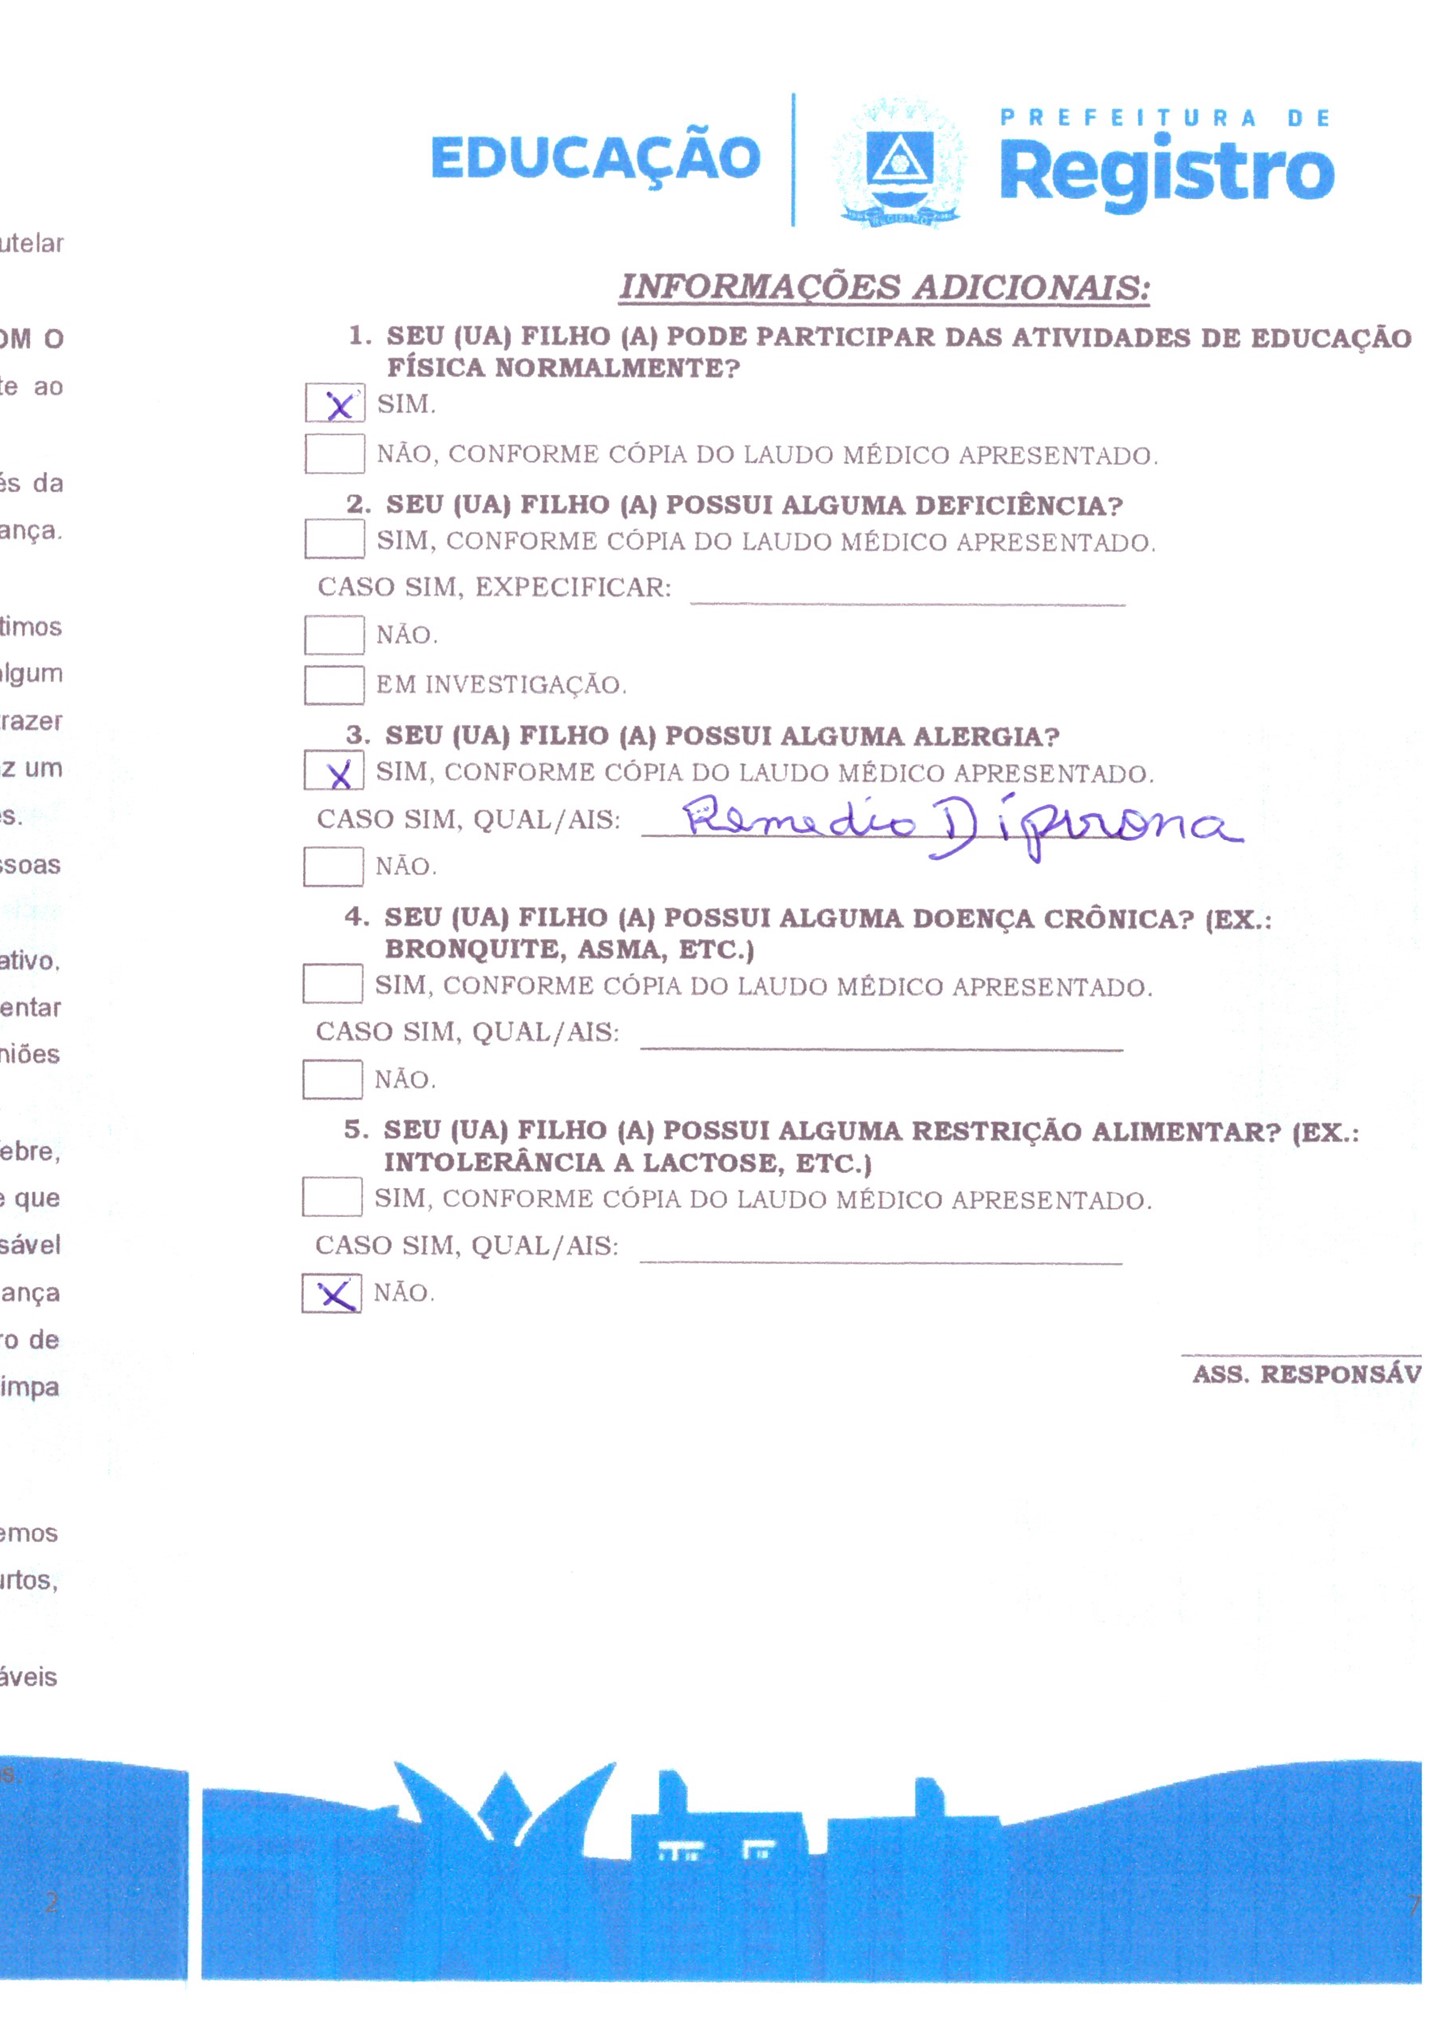 utelar
OM O
te ao
és da
ança.
timos
algum
trazer
z um
es.
ssoas
ativo.
entar
niões
ebre,
e que
sável
ança
ro de
impa
emos
urtos,
áveis
s.
2
EDUCAÇÃO
PREFEITURA DE
Registro
REGISTRO
INFORMAÇÕES ADICIONAIS:
1. SEU (UA) FILHO (A) PODE PARTICIPAR DAS ATIVIDADES DE EDUCAÇÃO
FÍSICA NORMALMENTE?
X SIM.
NÃO, CONFORME CÓPIA DO LAUDO MÉDICO APRESENTADO.
2. SEU (UA) FILHO (A) POSSUI ALGUMA DEFICIÊNCIA?
SIM, CONFORME CÓPIA DO LAUDO MÉDICO APRESENTADO.
CASO SIM, EXPECIFICAR:
NÃO.
EM INVESTIGAÇÃO.
3. SEU (UA) FILHO (A) POSSUI ALGUMA ALERGIA?
X SIM, CONFORME CÓPIA DO LAUDO MÉDICO APRESENTADO.
CASO SIM, QUAL/AIS: Remedio Dipirona
NÃO.
4. SEU (UA) FILHO (A) POSSUI ALGUMA DOENÇA CRÔNICA? (EX.:
BRONQUITE, ASMA, ETC.)
SIM, CONFORME CÓPIA DO LAUDO MÉDICO APRESENTADO.
CASO SIM, QUAL/AIS:
NÃO.
5. SEU (UA) FILHO (A) POSSUI ALGUMA RESTRIÇÃO ALIMENTAR? (EX.:
INTOLERÂNCIA A LACTOSE, ETC.)
SIM, CONFORME CÓPIA DO LAUDO MÉDICO APRESENTADO.
CASO SIM, QUAL/AIS:
X NÃO.
ASS. RESPONSÁV
7